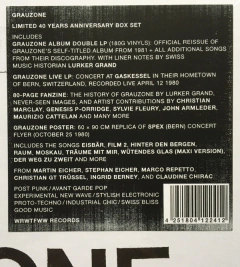 GRAUZONE
LIMITED 40 YEARS ANNIVERSARY BOX SET
INCLUDES
GRAUZONE ALBUM DOUBLE LP (180G VINYLS): OFFICIAL REISSUE OF
GRAUZONE'S SELF-TITLED ALBUM FROM 1981 + ALL ADDITIONAL SONGS
FROM THEIR DISCOGRAPHY. WITH LINER NOTES BY SWISS
MUSIC HISTORIAN LURKER GRAND
GRAUZONE LIVE LP: CONCERT AT GASKESSEL IN THEIR HOMETOWN
OF BERN, SWITZERLAND, RECORDED LIVE APRIL 12 1980
80-PAGE FANZINE: THE HISTORY OF GRAUZONE BY LURKER GRAND,
NEVER-SEEN IMAGES, AND ARTIST CONTRIBUTIONS BY CHRISTIAN
MARCLAY, GENESIS P-ORRIDGE, SYLVIE FLEURY, JOHN ARMLEDER,
MAURIZIO CATTELAN AND MANY MORE
GRAUZONE POSTER: 60 x 90 CM REPLICA OF SPEX (BERN) CONCERT
FLYER (OCTOBER 25 1980)
INCLUDES THE SONGS EISBÄR, FILM 2, HINTER DEN BERGEN,
RAUM, MOSKAU, TRÄUME MIT MIR, WÜTENDES GLAS (MAXI VERSION),
DER WEG ZU ZWEIT AND MORE
FROM MARTIN EICHER, STEPHAN EICHER, MARCO REPETTO,
CHRISTIAN GT TRÜSSEL, INGRID BERNEY, AND CLAUDINE CHIRAC
POST PUNK / AVANT GARDE POP
EXPERIMENTAL NEW WAVE / STYLISH ELECTRONIC
PROTO-TECHNO / INDUSTRIAL CHIC / SWISS BLISS
GOOD MUSIC
WRWTFWW RECORDS
4 251804 122412